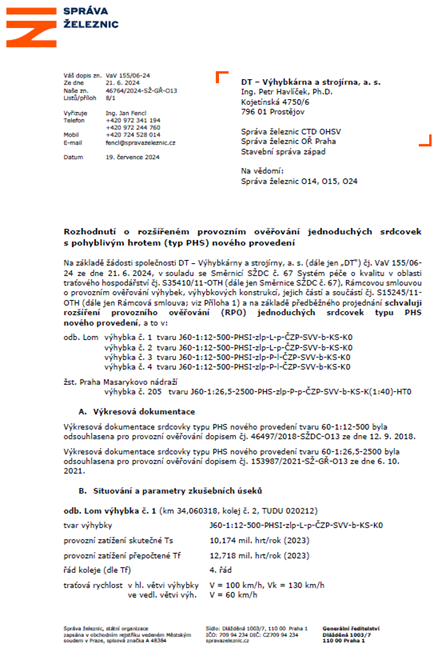 SPRÁVA
ŽELEZNIC
Váš dopis zn. VaV 155/06-24
Ze dne 21. 6. 2024
Naše zn. 46764/2024-SŽ-GŘ-O13
Listů/příloh 8/1
Vyřizuje Ing. Jan Fencl
Telefon +420 972 341 194
+420 972 244 760
Mobil +420 724 528 014
E-mail fencl@spravazeleznic.cz
Datum 19. července 2024
DT – Výhybkárna a strojírna, a. s.
Ing. Petr Havlíček, Ph.D.
Kojetínská 4750/6
796 01 Prostějov
Správa železnic CTD OHSV
Správa železnic OŘ Praha
Stavební správa západ
Na vědomí:
Správa železnic O14, O15, O24
Rozhodnutí o rozšířeném provozním ověřování jednoduchých srdcovek
s pohyblivým hrotem (typ PHS) nového provedení
Na základě žádosti společnosti DT – Výhybkárny a strojírny, a. s. (dále jen „DT") čj. VaV 155/06-
24 ze dne 21. 6. 2024, v souladu se Směrnicí SŽDC č. 67 Systém péče o kvalitu v oblasti
traťového hospodářství čj. S35410/11-OTH (dále jen Směrnice SŽDC č. 67), Rámcovou smlouvou
o provozním ověřování výhybek, výhybkových konstrukcí, jejich částí a součástí čj. S15245/11-
OTH (dále jen Rámcová smlouva; viz Příloha 1) a na základě předběžného projednání schvaluji
rozšíření provozního ověřování (RPO) jednoduchých srdcovek typu PHS
nového provedení, a to v:
odb. Lom výhybka č. 1 tvaru J60-1:12-500-PHSI-zlp-L-p-ČZP-SVV-b-KS-K0
výhybka č. 2 tvaru J60-1:12-500-PHSI-zlp-L-p-ČZP-SVV-b-KS-K0
výhybka č. 3 tvaru J60-1:12-500-PHSI-zlp-P-l-ČZP-SVV-b-KS-K0
výhybka č. 4 tvaru J60-1:12-500-PHSI-zlp-P-l-ČZP-SVV-b-KS-K0
žst. Praha Masarykovo nádraží
výhybka č. 205 tvaru J60-1:26,5-2500-PHS-zlp-P-p-ČZP-SVV-b-KS-K(1:40)-HT0
A. Výkresová dokumentace
Výkresová dokumentace srdcovky typu PHS nového provedení tvaru 60-1:12-500 byla
odsouhlasena pro provozní ověřování dopisem čj. 46497/2018-SŽDC-O13 ze dne 12. 9. 2018.
Výkresová dokumentace srdcovky typu PHS nového provedení tvaru 60-1:26,5-2500 byla
odsouhlasena pro provozní ověřování dopisem čj. 153987/2021-SŽ-GŘ-O13 ze dne 6. 10.
2021.
B. Situování a parametry zkušebních úseků
odb. Lom výhybka č. 1 (km 34,060318, kolej č. 2, TUDU 020212)
tvar výhybky J60-1:12-500-PHSI-zlp-L-p-ČZP-SVV-b-KS-K0
provozní zatížení skutečné Ts 10,174 mil. hrt/rok (2023)
provozní zatížení přepočtené Tf 12,718 mil. hrt/rok (2023)
řád koleje (dle Tf) 4. řád
traťová rychlost v hl. větvi výhybky V = 100 km/h, Vk = 130 km/h
ve vedl. větvi výh. V = 60 km/h
Správa železnic, státní organizace Sídlo: Dlážděná 1003/7, 110 00 Praha 1 Generální ředitelství
zapsána v obchodním rejstříku vedeném Městským IČO: 709 94 234 DIČ: CZ709 94 234 Dlážděná 1003/7
soudem v Praze, spisová značka A 48384 spravazeleznic.cz 110 00 Praha 1